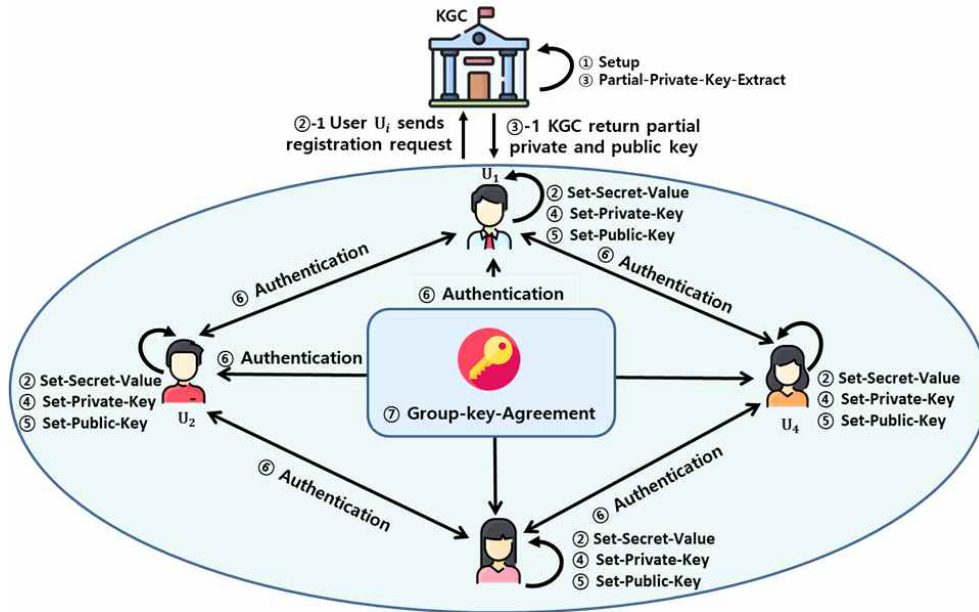 KGC
① Setup
③ Partial-Private-Key-Extract
②-1 User Uᵢ sends
registration request
③-1 KGC return partial
private and public key
U₁
② Set-Secret-Value
④ Set-Private-Key
⑤ Set-Public-Key
⑥ Authentication
⑥ Authentication
⑥ Authentication
⑥ Authentication
② Set-Secret-Value
④ Set-Private-Key
⑤ Set-Public-Key
U₂
⑦ Group-key-Agreement
② Set-Secret-Value
④ Set-Private-Key
⑤ Set-Public-Key
U₄
⑥ Authentication
⑥ Authentication
② Set-Secret-Value
④ Set-Private-Key
⑤ Set-Public-Key